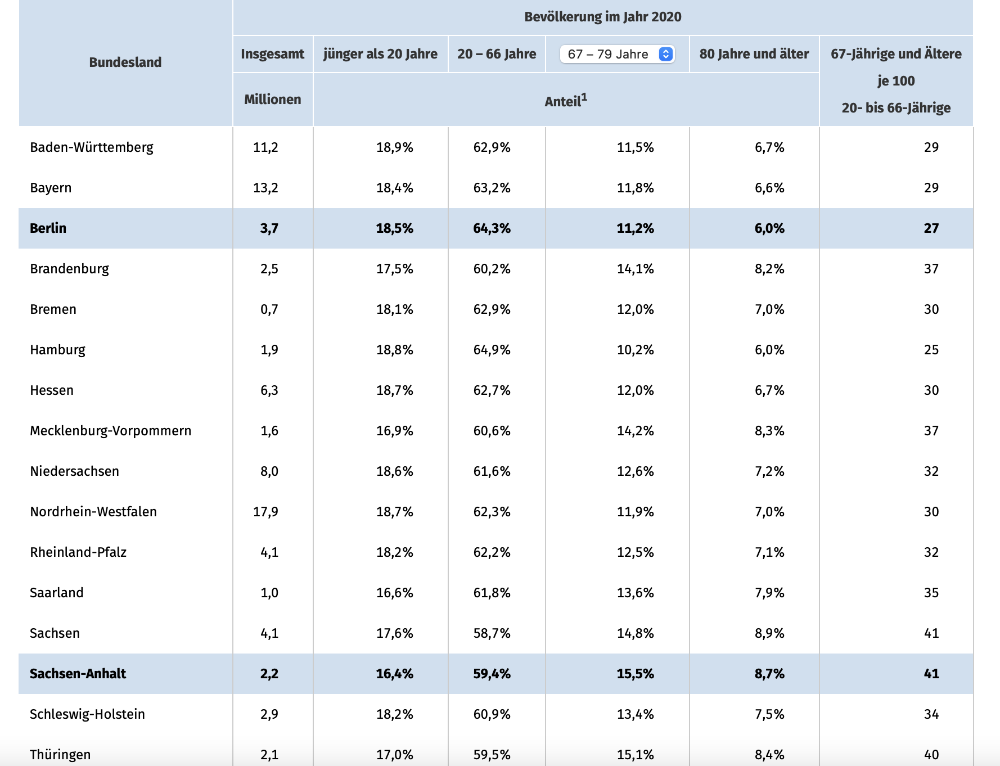 Bevölkerung im Jahr 2020
Bundesland
Insgesamt jünger als 20 Jahre 20 – 66 Jahre 67 – 79 Jahre 80 Jahre und älter 67-Jährige und Ältere
je 100
20- bis 66-Jährige
Millionen Anteil1
Baden-Württemberg 11,2 18,9% 62,9% 11,5% 6,7% 29
Bayern 13,2 18,4% 63,2% 11,8% 6,6% 29
Berlin 3,7 18,5% 64,3% 11,2% 6,0% 27
Brandenburg 2,5 17,5% 60,2% 14,1% 8,2% 37
Bremen 0,7 18,1% 62,9% 12,0% 7,0% 30
Hamburg 1,9 18,8% 64,9% 10,2% 6,0% 25
Hessen 6,3 18,7% 62,7% 12,0% 6,7% 30
Mecklenburg-Vorpommern 1,6 16,9% 60,6% 14,2% 8,3% 37
Niedersachsen 8,0 18,6% 61,6% 12,6% 7,2% 32
Nordrhein-Westfalen 17,9 18,7% 62,3% 11,9% 7,0% 30
Rheinland-Pfalz 4,1 18,2% 62,2% 12,5% 7,1% 32
Saarland 1,0 16,6% 61,8% 13,6% 7,9% 35
Sachsen 4,1 17,6% 58,7% 14,8% 8,9% 41
Sachsen-Anhalt 2,2 16,4% 59,4% 15,5% 8,7% 41
Schleswig-Holstein 2,9 18,2% 60,9% 13,4% 7,5% 34
Thüringen 2,1 17,0% 59,5% 15,1% 8,4% 40